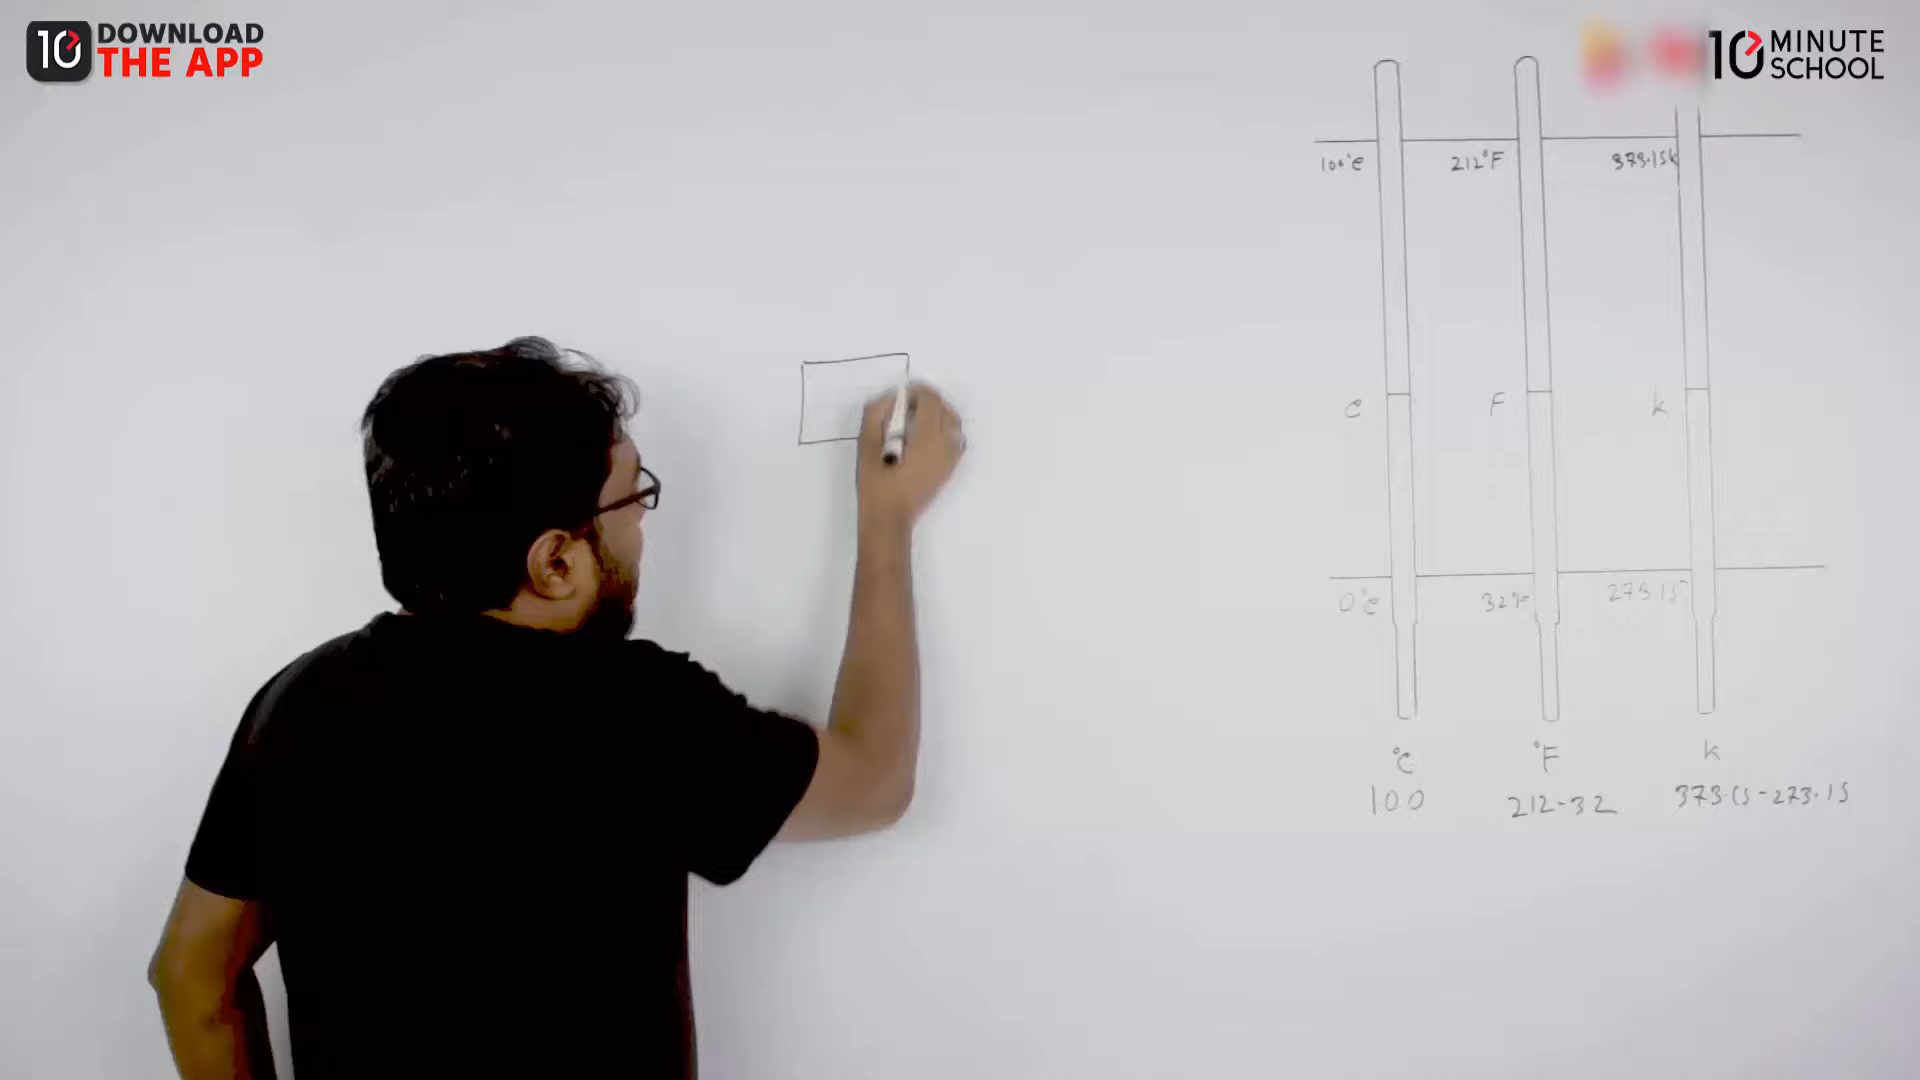 DOWNLOAD
THE APP
10 MINUTE
SCHOOL
100°C 212°F 373.15K
C F K
0°C 32°F 273.15
°C °F K
100 212-32 373.15-273.15